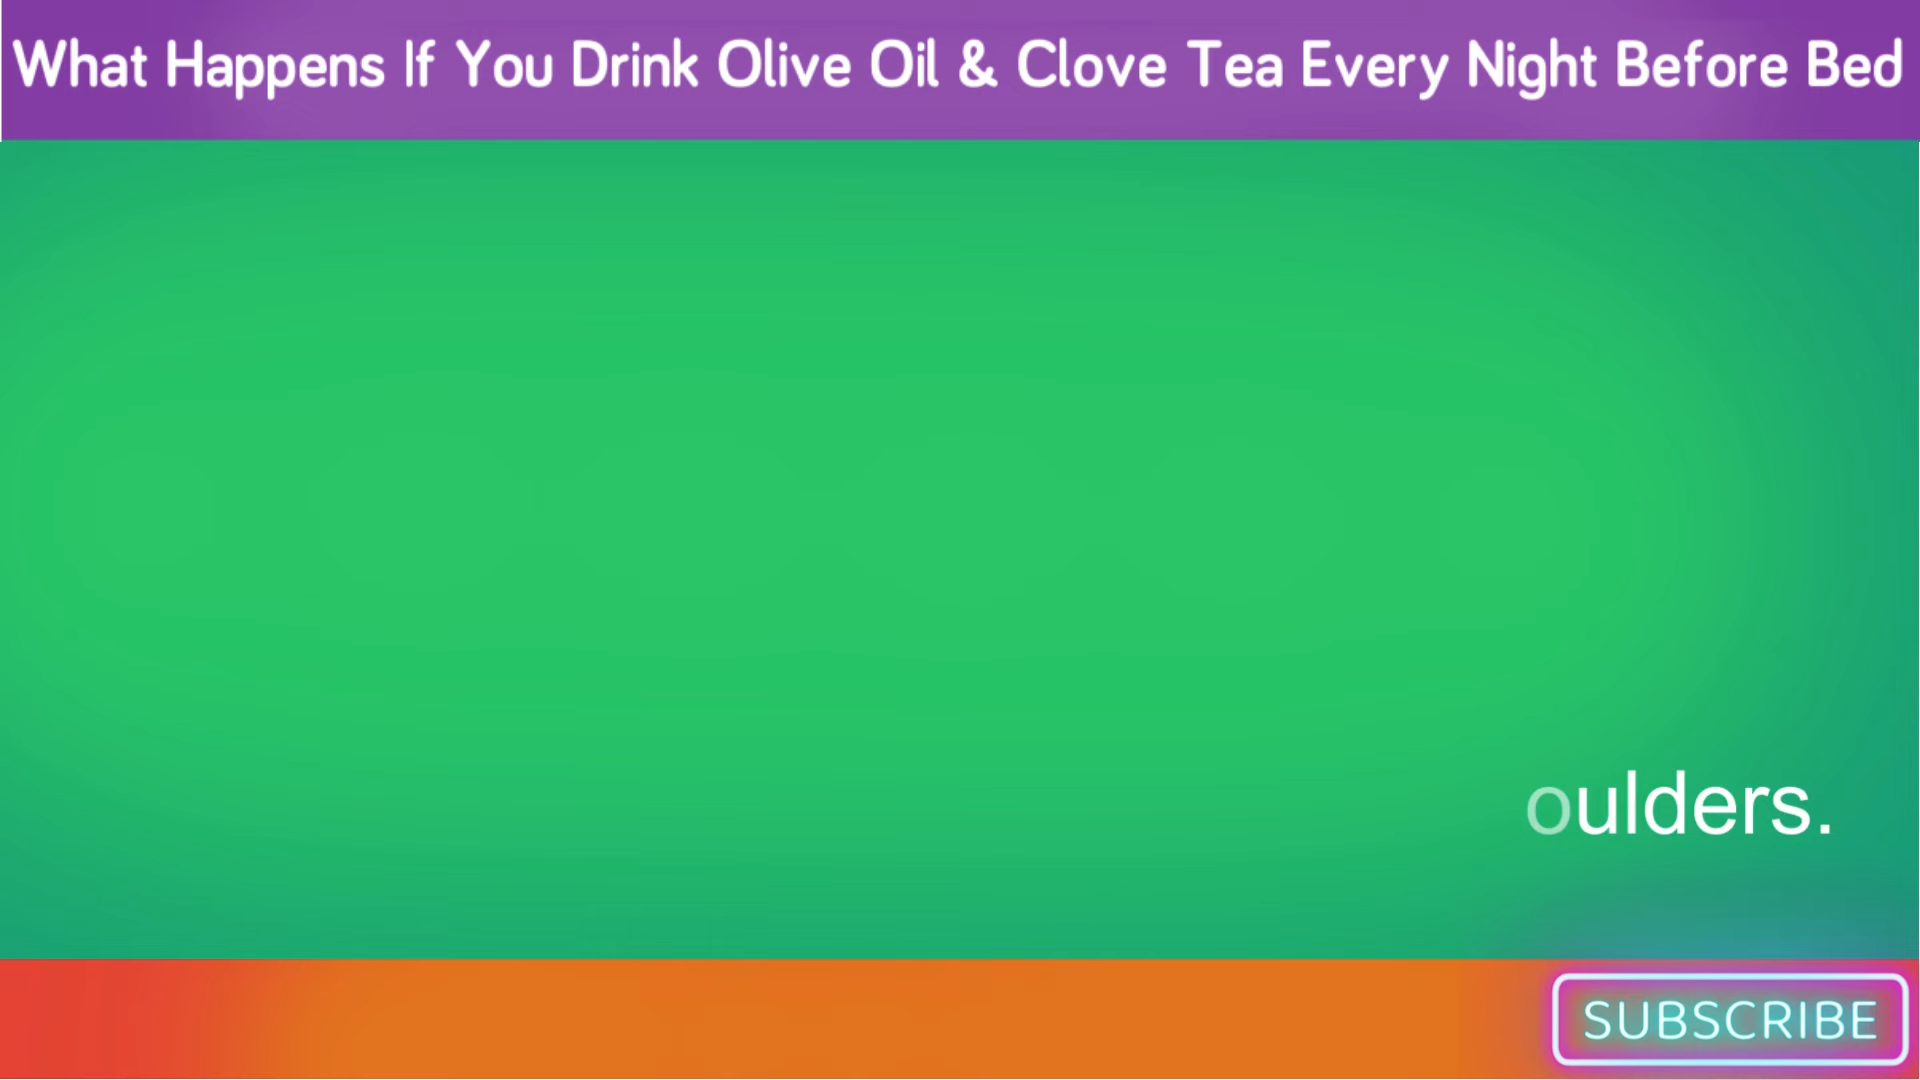 What Happens If You Drink Olive Oil & Clove Tea Every Night Before Bed
oulders.
SUBSCRIBE